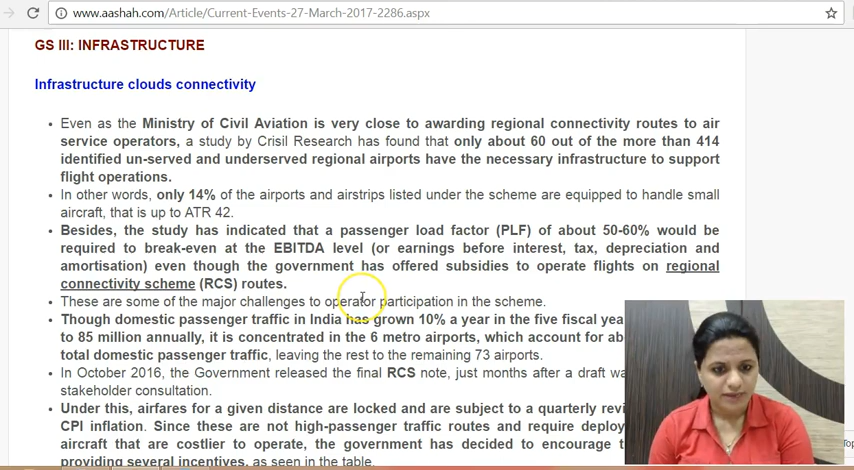 www.aashah.com/Article/Current-Events-27-March-2017-2286.aspx
GS III: INFRASTRUCTURE
Infrastructure clouds connectivity
• Even as the Ministry of Civil Aviation is very close to awarding regional connectivity routes to air
service operators, a study by Crisil Research has found that only about 60 out of the more than 414
identified un-served and underserved regional airports have the necessary infrastructure to support
flight operations.
• In other words, only 14% of the airports and airstrips listed under the scheme are equipped to handle small
aircraft, that is up to ATR 42.
• Besides, the study has indicated that a passenger load factor (PLF) of about 50-60% would be
required to break-even at the EBITDA level (or earnings before interest, tax, depreciation and
amortisation) even though the government has offered subsidies to operate flights on regional
connectivity scheme (RCS) routes.
• These are some of the major challenges to operator participation in the scheme.
• Though domestic passenger traffic in India has grown 10% a year in the five fiscal
to 85 million annually, it is concentrated in the 6 metro airports, which account for
total domestic passenger traffic, leaving the rest to the remaining 73 airports.
• In October 2016, the Government released the final RCS note, just months after a draft
stakeholder consultation.
• Under this, airfares for a given distance are locked and are subject to a quarterly
CPI inflation. Since these are not high-passenger traffic routes and require
aircraft that are costlier to operate, the government has decided to encourage
providing several incentives, as seen in the table.